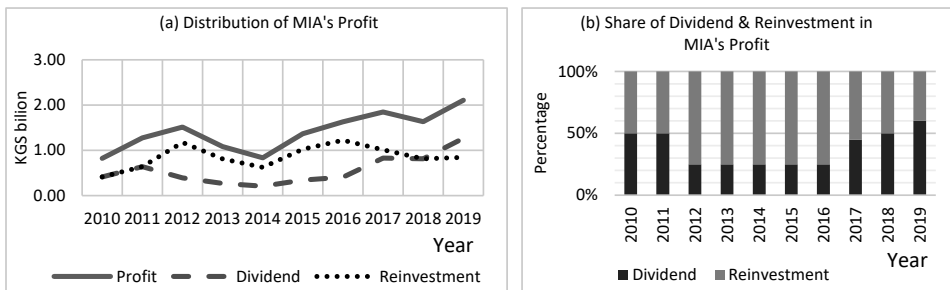 (a) Distribution of MIA's Profit
KGS bilion
3.00
2.00
1.00
0.00
2010 2011 2012 2013 2014 2015 2016 2017 2018 2019
Year
Profit Dividend Reinvestment
(b) Share of Dividend & Reinvestment in
MIA's Profit
Percentage
100%
50%
0%
2010 2011 2012 2013 2014 2015 2016 2017 2018 2019
Year
Dividend Reinvestment